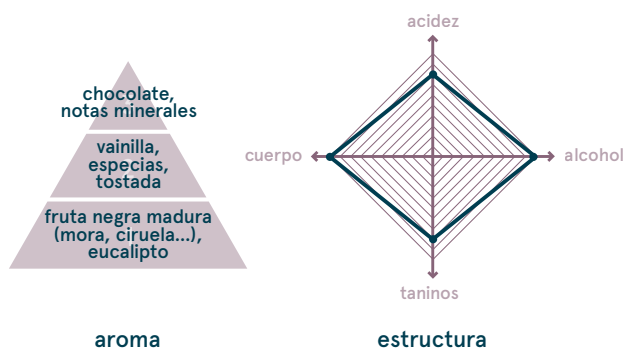 chocolate,
notas minerales
vainilla,
especias,
tostada
fruta negra madura
(mora, ciruela...),
eucalipto
aroma
acidez
cuerpo
alcohol
taninos
estructura